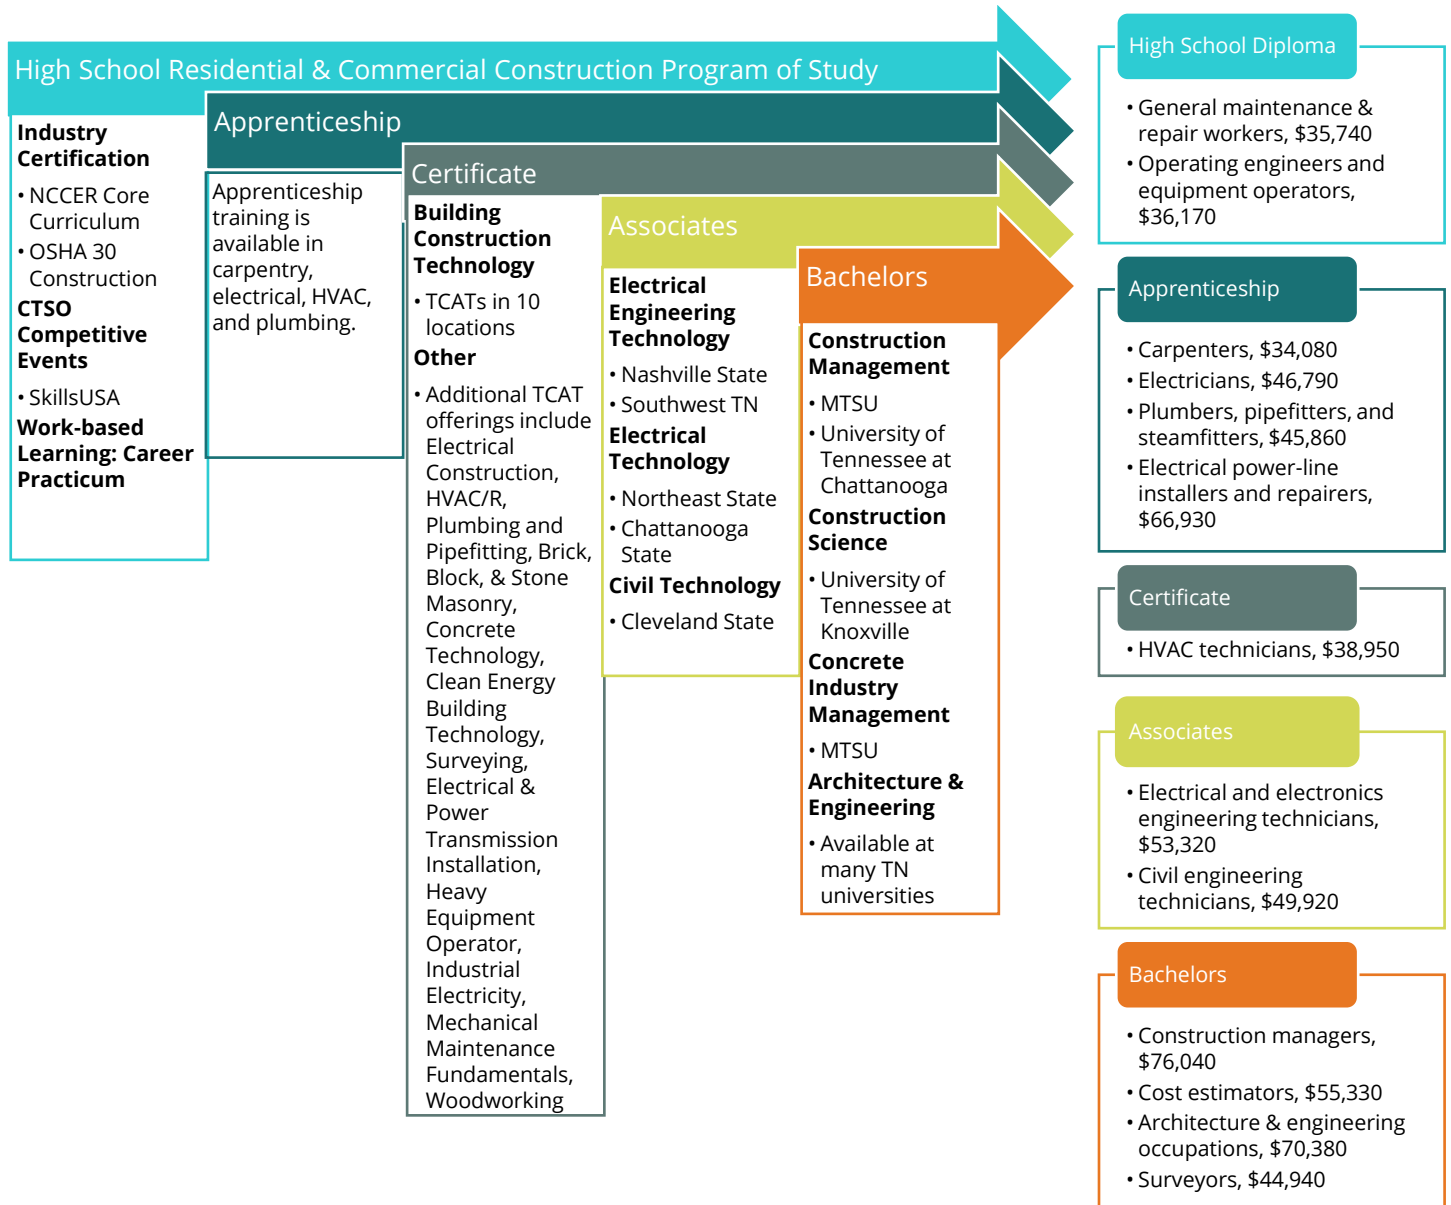 High School Residential & Commercial Construction Program of Study
Industry
Certification
• NCCER Core
Curriculum
• OSHA 30
Construction
CTSO
Competitive
Events
• SkillsUSA
Work-based
Learning: Career
Practicum
Apprenticeship
Apprenticeship
training is
available in
carpentry,
electrical, HVAC,
and plumbing.
Certificate
Building
Construction
Technology
• TCATs in 10
locations
Other
• Additional TCAT
offerings include
Electrical
Construction,
HVAC/R,
Plumbing and
Pipefitting, Brick,
Block, & Stone
Masonry,
Concrete
Technology,
Clean Energy
Building
Technology,
Surveying,
Electrical &
Power
Transmission
Installation,
Heavy
Equipment
Operator,
Industrial
Electricity,
Mechanical
Maintenance
Fundamentals,
Woodworking
Associates
Electrical
Engineering
Technology
• Nashville State
• Southwest TN
Electrical
Technology
• Northeast State
• Chattanooga
State
Civil Technology
• Cleveland State
Bachelors
Construction
Management
• MTSU
• University of
Tennessee at
Chattanooga
Construction
Science
• University of
Tennessee at
Knoxville
Concrete
Industry
Management
• MTSU
Architecture &
Engineering
• Available at
many TN
universities
High School Diploma
• General maintenance &
repair workers, $35,740
• Operating engineers and
equipment operators,
$36,170
Apprenticeship
• Carpenters, $34,080
• Electricians, $46,790
• Plumbers, pipefitters, and
steamfitters, $45,860
• Electrical power-line
installers and repairers,
$66,930
Certificate
• HVAC technicians, $38,950
Associates
• Electrical and electronics
engineering technicians,
$53,320
• Civil engineering
technicians, $49,920
Bachelors
• Construction managers,
$76,040
• Cost estimators, $55,330
• Architecture & engineering
occupations, $70,380
• Surveyors, $44,940